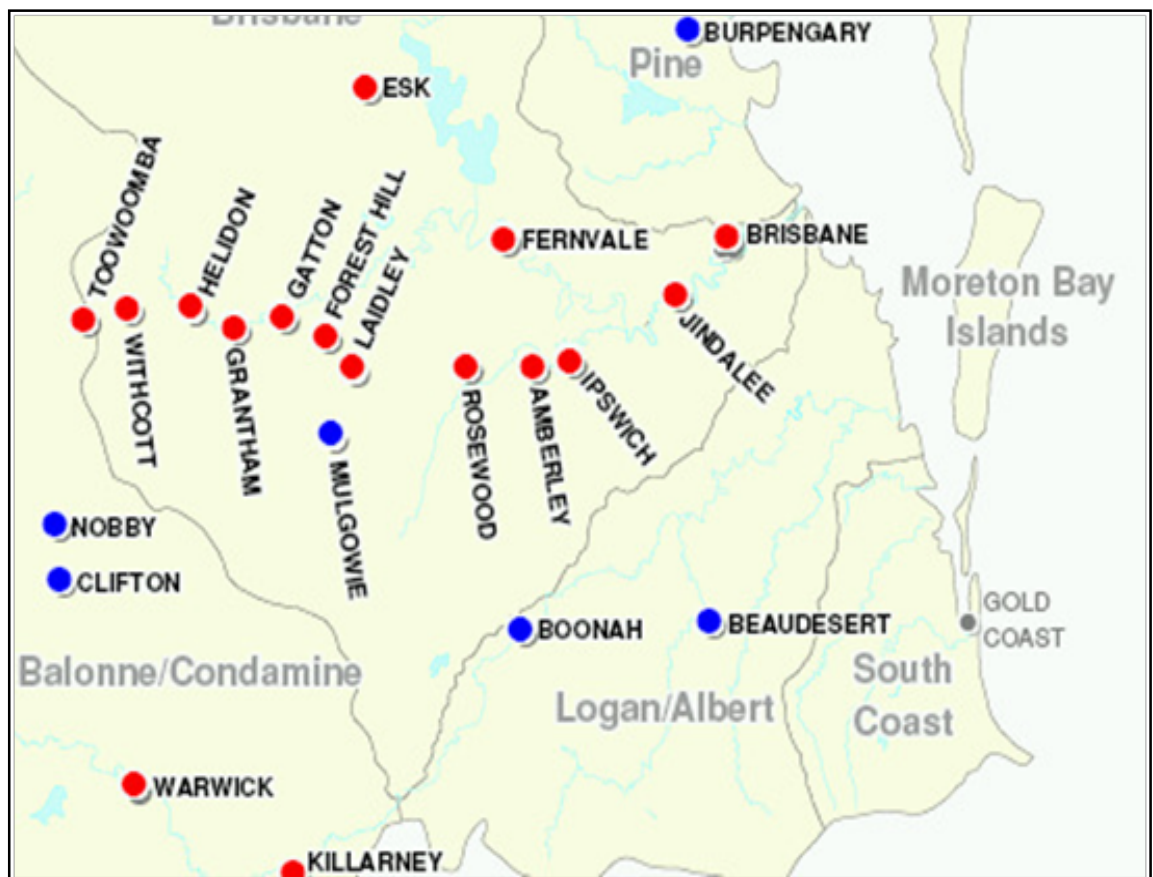 Brisbane
BURPENGARY
Pine
ESK
TOOWOOMBA
HELIDON
GATTON
FOREST HILL
LAIDLEY
FERNVALE
BRISBANE
Moreton Bay
Islands
WITHCOTT
GRANTHAM
ROSEWOOD
AMBERLEY
IPSWICH
JINDALEE
MULGOWIE
NOBBY
CLIFTON
BOONAH
BEAUDESERT
GOLD
COAST
Balonne/Condamine
Logan/Albert
South
Coast
WARWICK
KILLARNEY